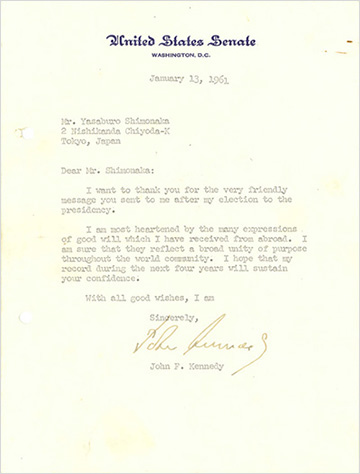 United States Senate
WASHINGTON, D.C.
January 13, 1961
Mr. Yasaburo Shimonaka
2 Nishikanda Chiyoda-K
Tokyo, Japan
Dear Mr. Shimonaka:
I want to thank you for the very friendly
message you sent to me after my election to the
presidency.
I am most heartened by the many expressions
of good will which I have received from abroad. I
am sure that they reflect a broad unity of purpose
throughout the world community. I hope that my
record during the next four years will sustain
your confidence.
With all good wishes, I am
Sincerely,
John Kennedy
John F. Kennedy